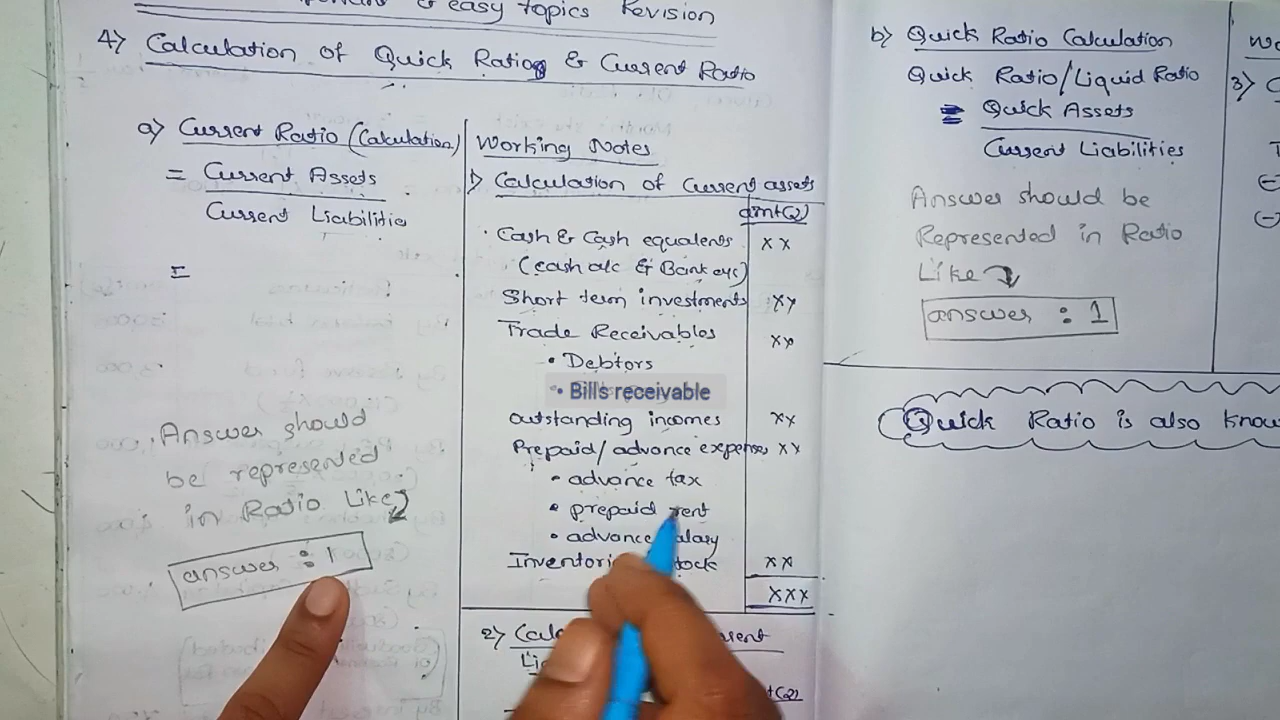 & easy topics Revision
4) Calculation of Quick Ratio & Current Ratio
a) Current Ratio (Calculation)
= Current Assets
Current Liabilities
=
Answer should
be represented
in Ratio Like
answer : 1
Working Notes
1) Calculation of Current assets
amt(₹)
Cash & Cash equalents xx
(cash a/c & Bank a/c)
Short term investments xx
Trade Receivables xx
• Debtors
• Bills receivable
outstanding incomes xx
Prepaid/advance expenses xx
• advance tax
• prepaid rent
• advance salary
Inventories xx
xxx
2)
b) Quick Ratio Calculation
Quick Ratio/Liquid Ratio
= Quick Assets
Current Liabilities
Answer should be
Represented in Ratio
Like
answer : 1
Quick Ratio is also
3)
(-)
(-)